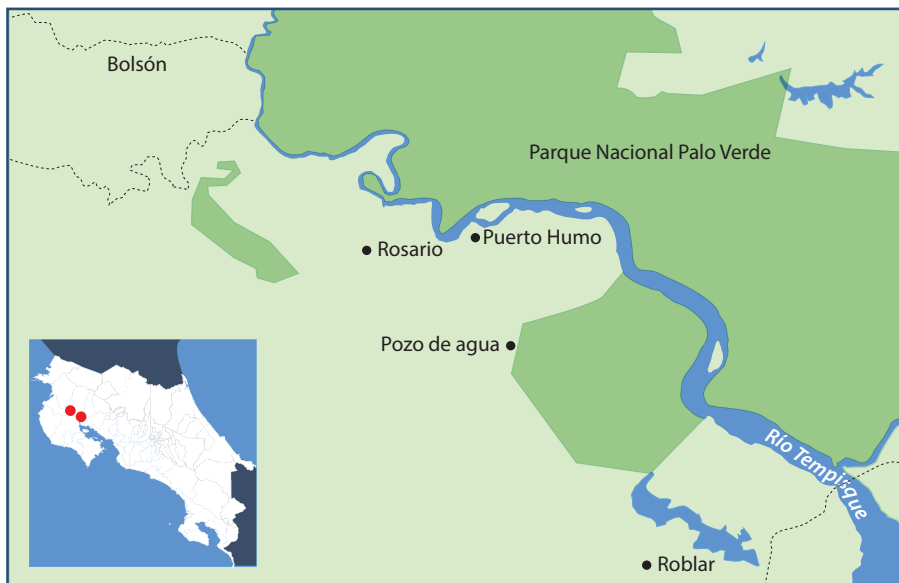 Bolsón
Parque Nacional Palo Verde
Puerto Humo
Rosario
Pozo de agua
Río Tempisque
Roblar